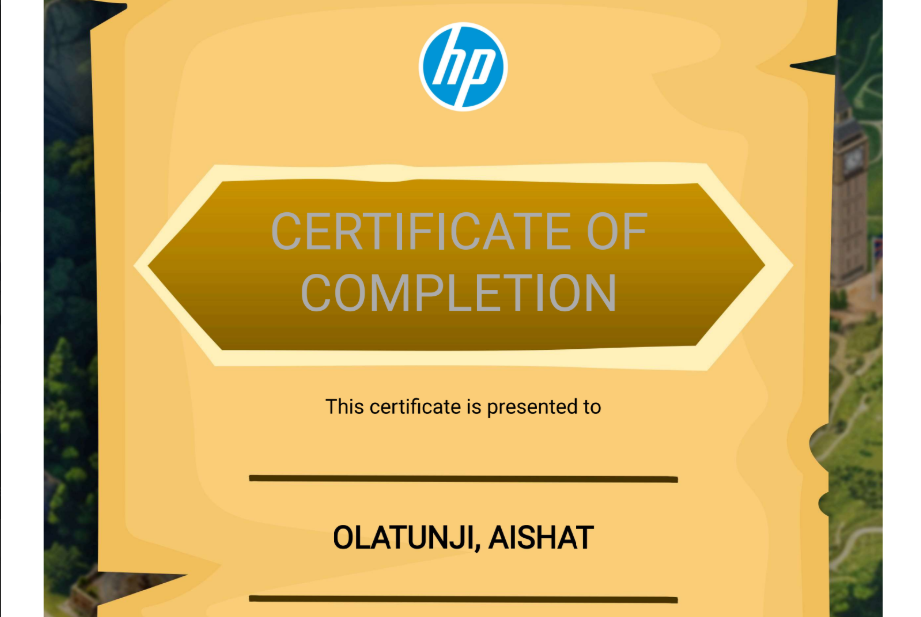 hp
CERTIFICATE OF
COMPLETION
This certificate is presented to
OLATUNJI, AISHAT